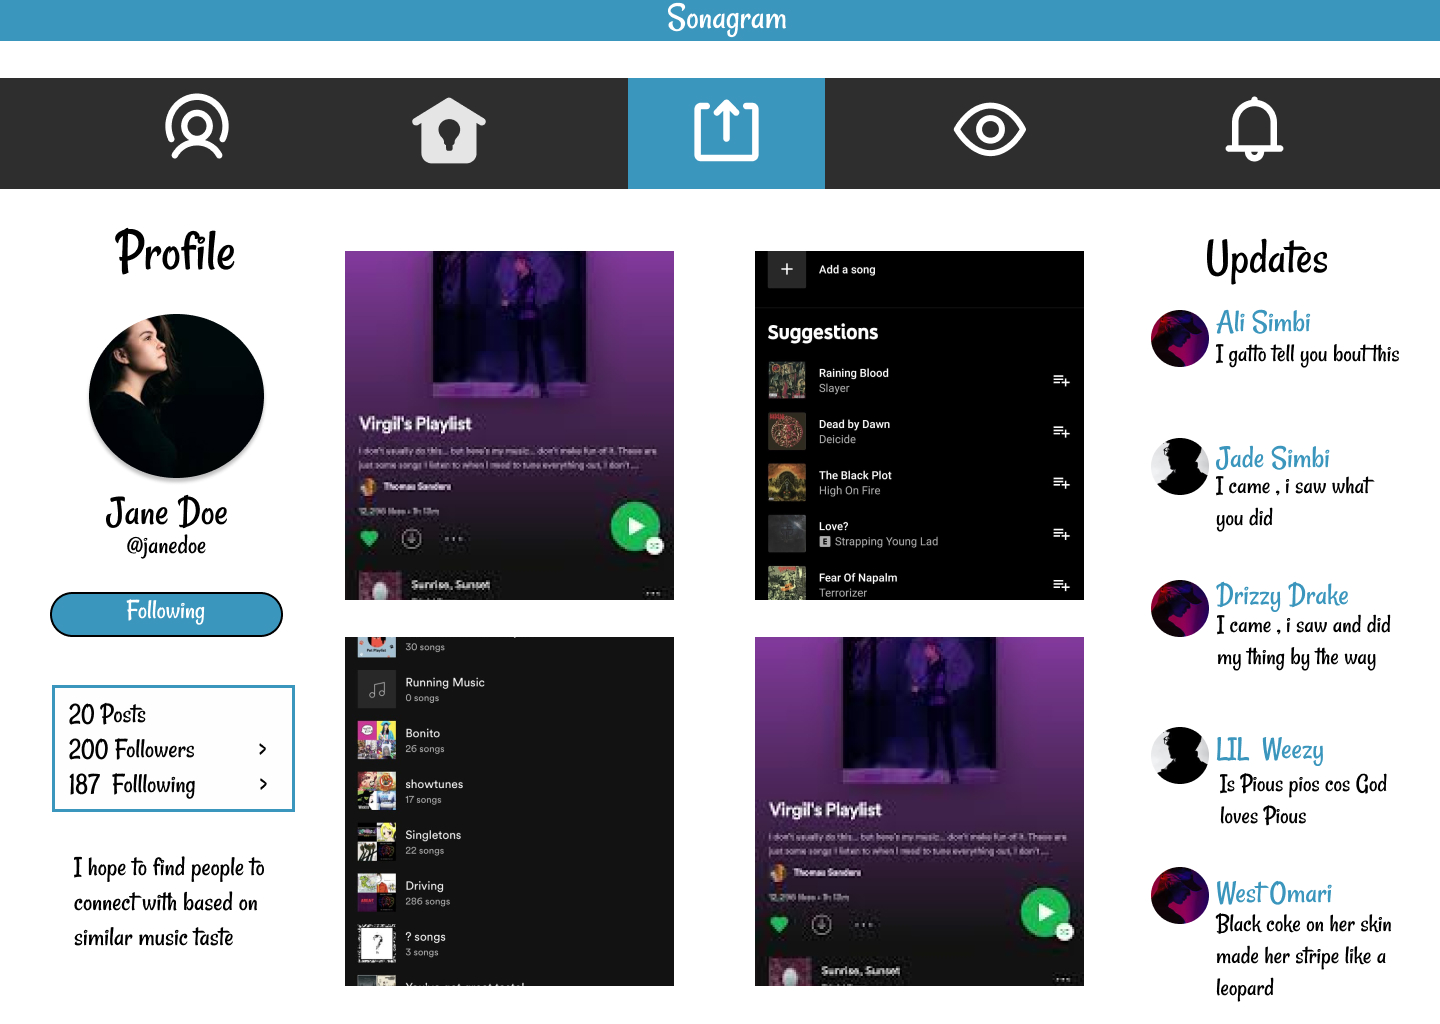 Sonagram
Profile
Jane Doe
@janedoe
Following
20 Posts
200 Followers >
187 Folllowing >
I hope to find people to
connect with based on
similar music taste
Virgil's Playlist
I don't usually do this... but here's my music... don't make fun of it. These are
just some songs I listen to when I need to tune everything out, I don't....
Thomas Sanders
12,296 likes • 1h 13m
Sunrise, Sunset
Add a song
Suggestions
Raining Blood
Slayer
Dead by Dawn
Deicide
The Black Plot
High On Fire
Love?
E Strapping Young Lad
Fear Of Napalm
Terrorizer
Pet Playlist
30 songs
Running Music
0 songs
Bonito
26 songs
showtunes
17 songs
Singletons
22 songs
Driving
286 songs
? songs
3 songs
You've got great taste!
Virgil's Playlist
I don't usually do this... but here's my music... don't make fun of it. These are
just some songs I listen to when I need to tune everything out, I don't....
Thomas Sanders
12,296 likes • 1h 13m
Sunrise, Sunset
Updates
Ali Simbi
I gatto tell you bout this
Jade Simbi
I came , i saw what
you did
Drizzy Drake
I came , i saw and did
my thing by the way
LIL Weezy
Is Pious pios cos God
loves Pious
West Omari
Black coke on her skin
made her stripe like a
leopard